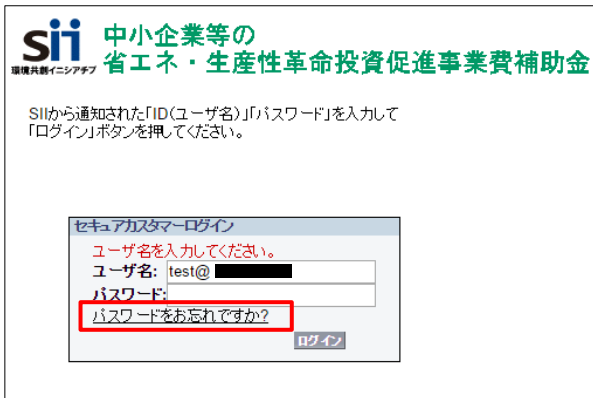 sii
環境共創イニシアチブ
中小企業等の
省エネ・生産性革命投資促進事業費補助金
SIIから通知された「ID(ユーザ名)」「パスワード」を入力して
「ログイン」ボタンを押してください。
セキュアカスタマーログイン
ユーザ名を入力してください。
ユーザ名: test@
パスワード:
パスワードをお忘れですか?
ログイン